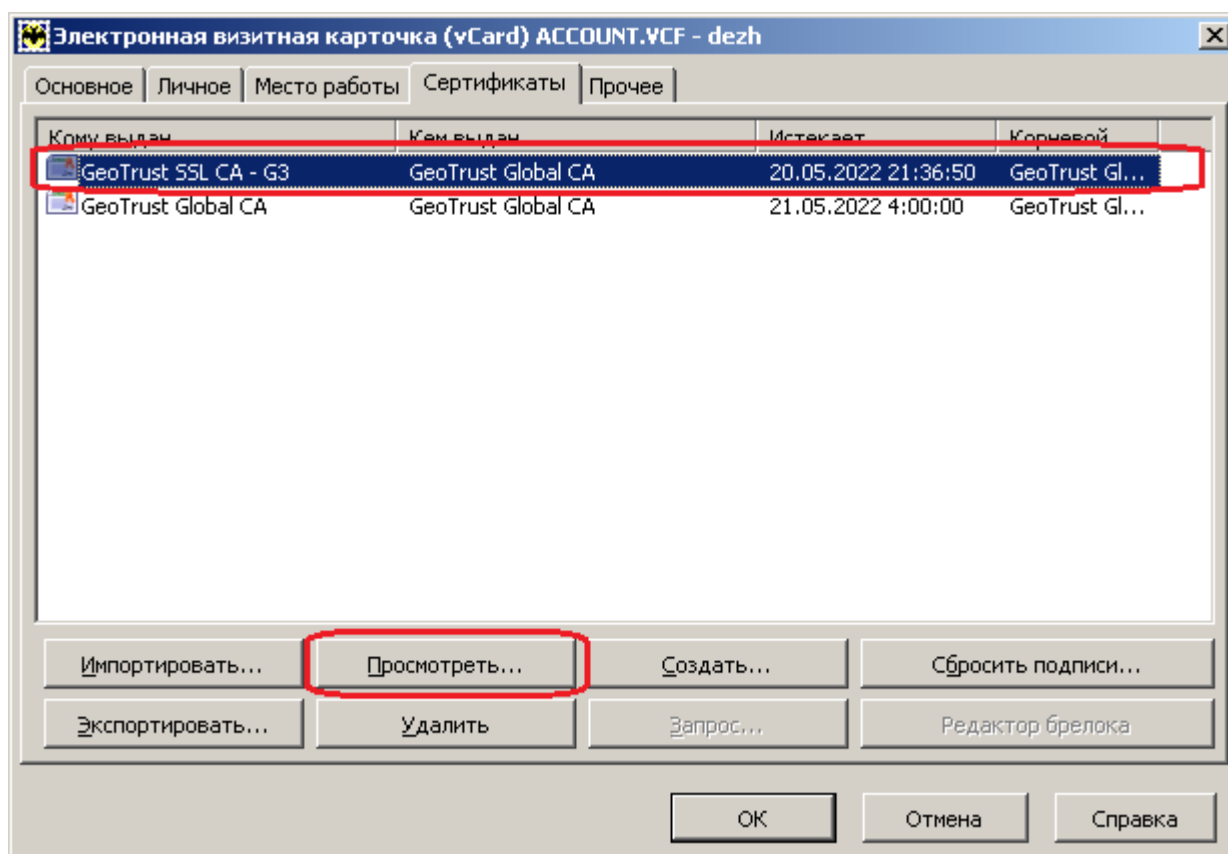 Электронная визитная карточка (vCard) ACCOUNT.VCF - dezh
Основное Личное Место работы Сертификаты Прочее
Кому выдан Кем выдан Истекает Корневой
GeoTrust SSL CA - G3 GeoTrust Global CA 20.05.2022 21:36:50 GeoTrust Gl...
GeoTrust Global CA GeoTrust Global CA 21.05.2022 4:00:00 GeoTrust Gl...
Импортировать... Просмотреть... Создать... Сбросить подписи...
Экспортировать... Удалить Запрос... Редактор брелока
ОК Отмена Справка